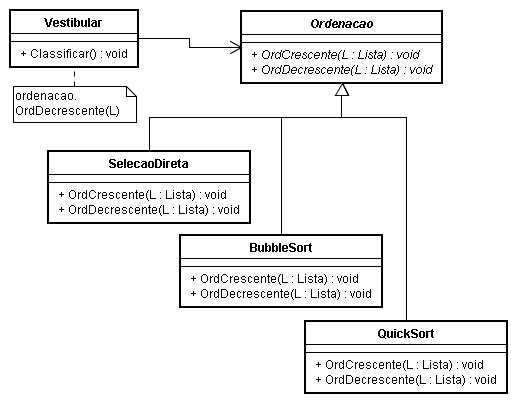 Vestibular
+ Classificar() : void
ordenacao.
OrdDecrescente(L)
Ordenacao
+ OrdCrescente(L : Lista) : void
+ OrdDecrescente(L : Lista) : void
SelecaoDireta
+ OrdCrescente(L : Lista) : void
+ OrdDecrescente(L : Lista) : void
BubbleSort
+ OrdCrescente(L : Lista) : void
+ OrdDecrescente(L : Lista) : void
QuickSort
+ OrdCrescente(L : Lista) : void
+ OrdDecrescente(L : Lista) : void